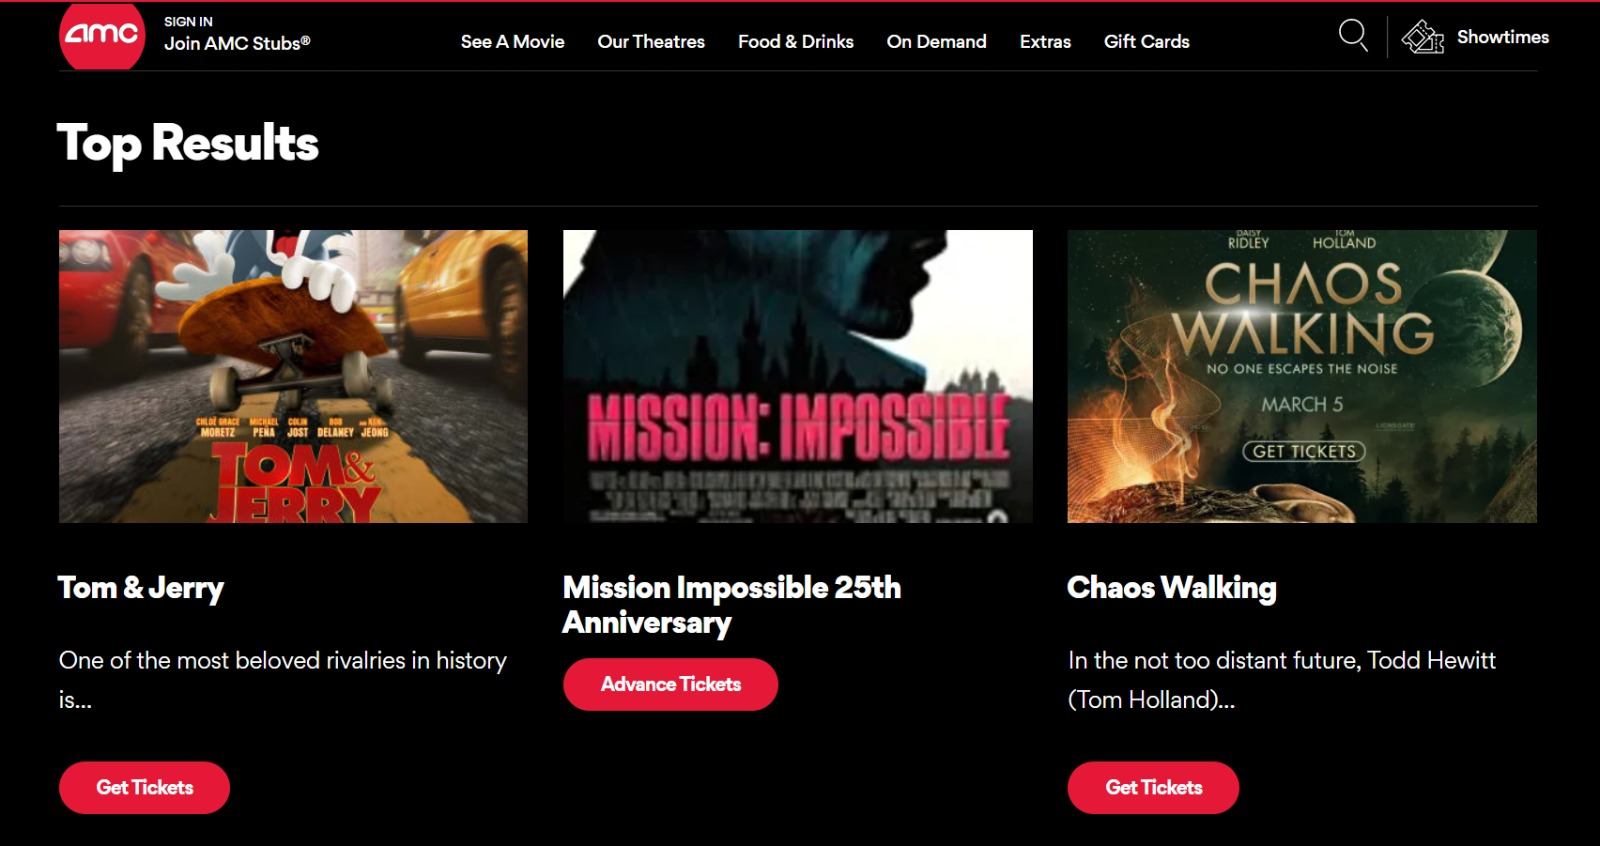 amc
SIGN IN
Join AMC Stubs®
See A Movie
Our Theatres
Food & Drinks
On Demand
Extras
Gift Cards
Showtimes
Top Results
CHLOË GRACE MORETZ
MICHAEL PEÑA
COLIN JOST
ROB DELANEY
AND KEN JEONG
TOM &
JERRY
MISSION: IMPOSSIBLE
DAISY
RIDLEY
TOM
HOLLAND
CHAOS
WALKING
NO ONE ESCAPES THE NOISE
MARCH 5
LIONSGATE
GET TICKETS
Tom & Jerry
One of the most beloved rivalries in history
is...
Get Tickets
Mission Impossible 25th
Anniversary
Advance Tickets
Chaos Walking
In the not too distant future, Todd Hewitt
(Tom Holland)...
Get Tickets